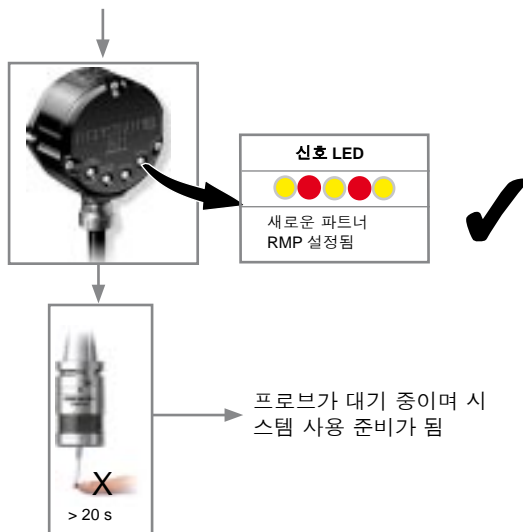 신호 LED
새로운 파트너
RMP 설정됨
프로브가 대기 중이며 시
스템 사용 준비가 됨
X
> 20 s